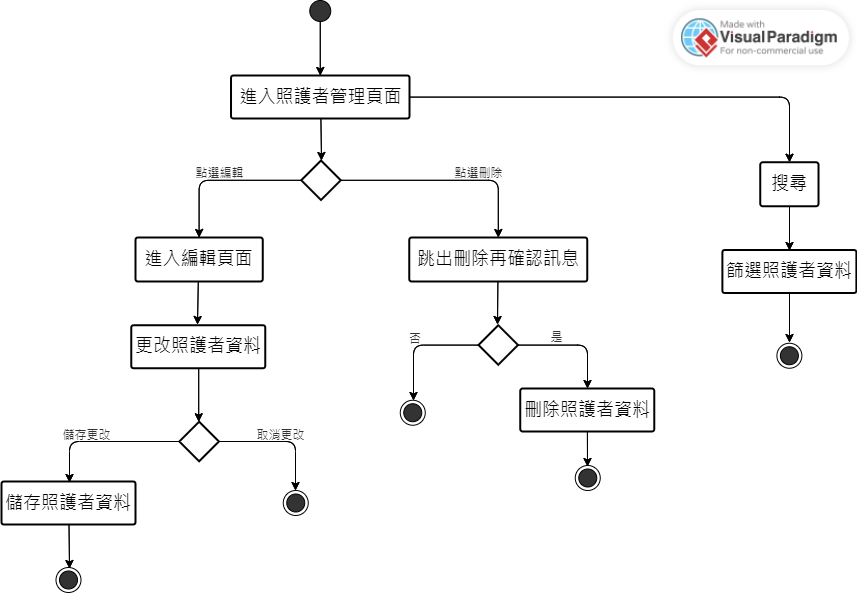 Made with
VisualParadigm
For non-commercial use
進入照護者管理頁面
點選編輯
點選刪除
搜尋
進入編輯頁面
跳出刪除再確認訊息
篩選照護者資料
更改照護者資料
否
是
刪除照護者資料
儲存更改
取消更改
儲存照護者資料